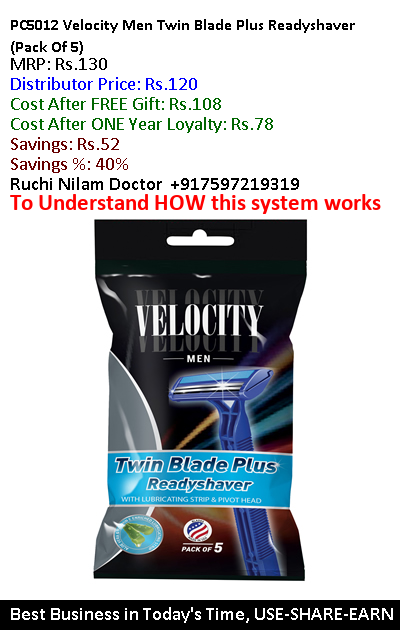 PC5012 Velocity Men Twin Blade Plus Readyshaver
(Pack Of 5)
MRP: Rs.130
Distributor Price: Rs.120
Cost After FREE Gift: Rs.108
Cost After ONE Year Loyalty: Rs.78
Savings: Rs.52
Savings %: 40%
Ruchi Nilam Doctor +917597219319
To Understand HOW this system works
VELOCITY
MEN
Twin Blade Plus
Readyshaver
WITH LUBRICATING STRIP & PIVOT HEAD
PACK OF 5
Best Business in Today's Time, USE-SHARE-EARN